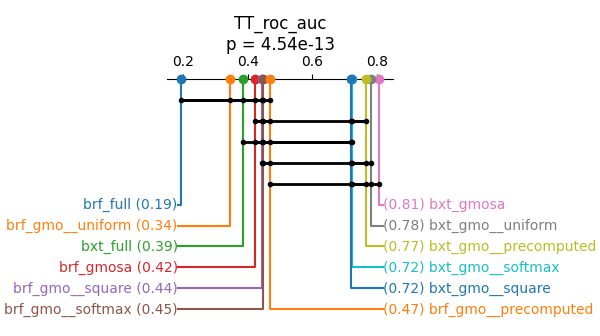 TT_roc_auc
p = 4.54e-13
0.2 0.4 0.6 0.8
brf_full (0.19) (0.81) bxt_gmosa
brf_gmo__uniform (0.34) (0.78) bxt_gmo__uniform
bxt_full (0.39) (0.77) bxt_gmo__precomputed
brf_gmosa (0.42) (0.72) bxt_gmo__softmax
brf_gmo__square (0.44) (0.72) bxt_gmo__square
brf_gmo__softmax (0.45) (0.47) brf_gmo__precomputed